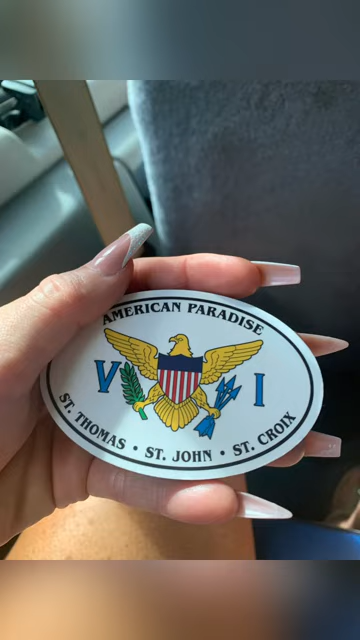 AMERICAN PARADISE
V I
ST. THOMAS • ST. JOHN • ST. CROIX